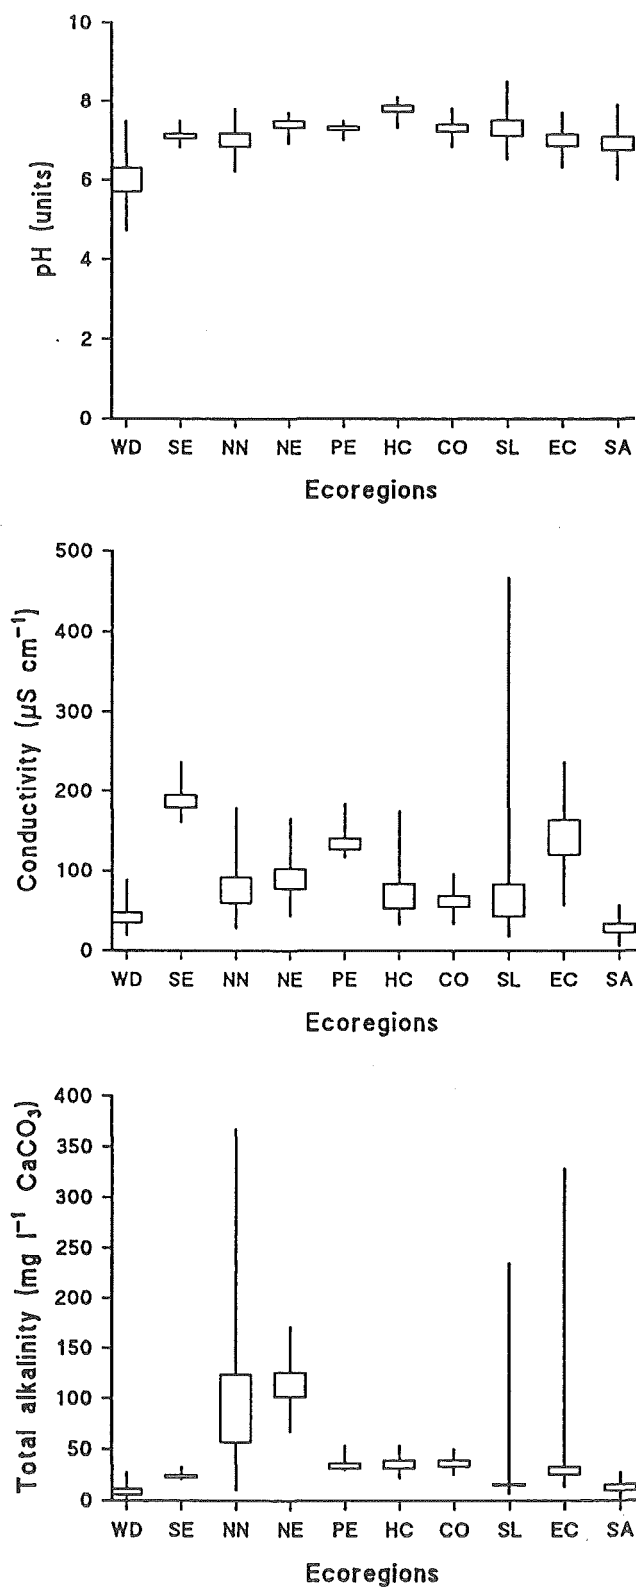 10
8
6
4
2
0
pH (units)
WD SE NN NE PE HC CO SL EC SA
Ecoregions
500
400
300
200
100
0
Conductivity (µS cm⁻¹)
WD SE NN NE PE HC CO SL EC SA
Ecoregions
400
350
300
250
200
150
100
50
0
Total alkalinity (mg l⁻¹ CaCO₃)
WD SE NN NE PE HC CO SL EC SA
Ecoregions